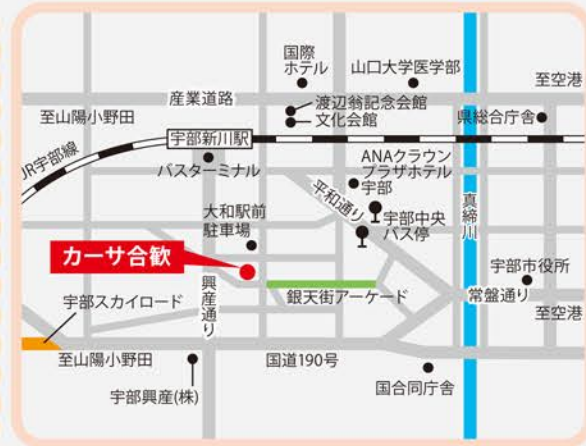 国際
ホテル
山口大学医学部
至空港
産業道路
渡辺翁記念会館
文化会館
県総合庁舎
至山陽小野田
宇部新川駅
JR宇部線
バスターミナル
ANAクラウン
プラザホテル
宇部
平和通り
真締川
大和駅前
駐車場
宇部中央
バス停
カーサ合歓
宇部市役所
興産通り
銀天街アーケード
常盤通り
宇部スカイロード
至空港
至山陽小野田
国道190号
宇部興産(株)
国合同庁舎